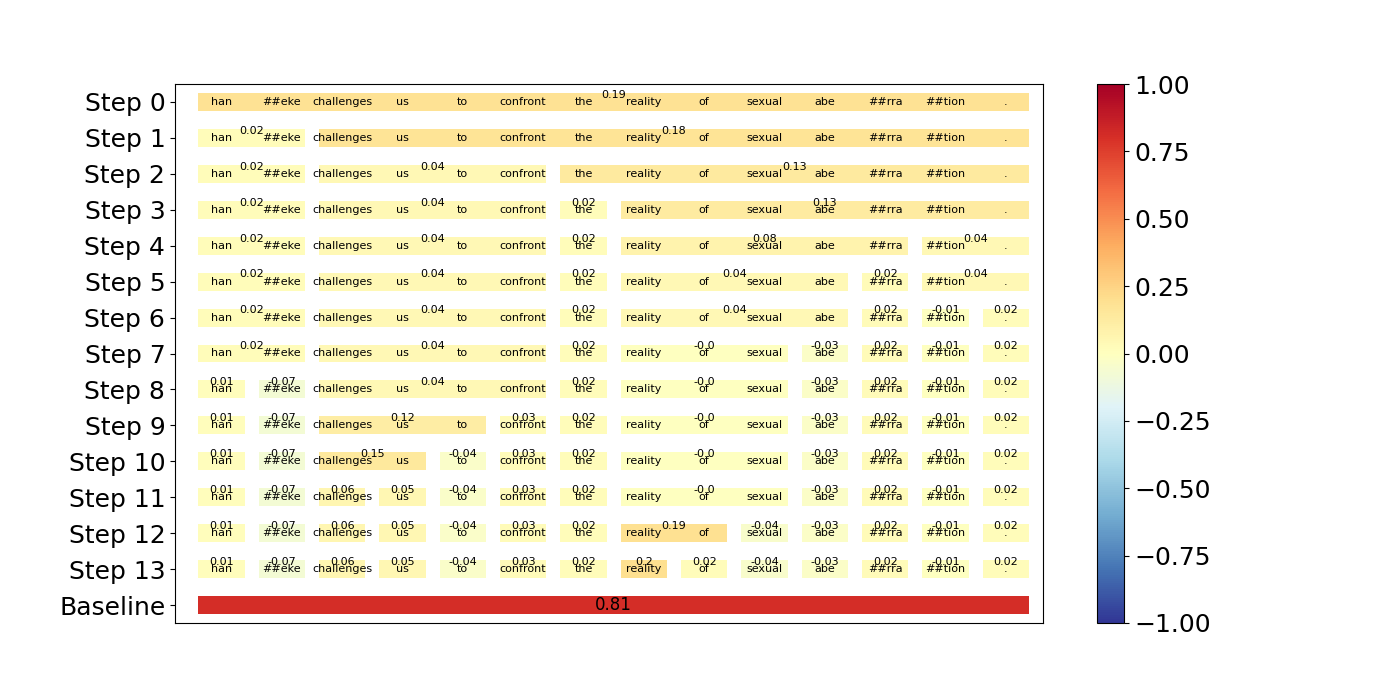 Step 0 han ##eke challenges us to confront the 0.19 reality of sexual abe ##rra ##tion .
Step 1 han 0.02 ##eke challenges us to confront the reality 0.18 of sexual abe ##rra ##tion .
Step 2 han 0.02 ##eke challenges us 0.04 to confront the reality of sexual 0.13 abe ##rra ##tion .
Step 3 han 0.02 ##eke challenges us 0.04 to confront 0.02 the reality of sexual 0.13 abe ##rra ##tion .
Step 4 han 0.02 ##eke challenges us 0.04 to confront 0.02 the reality of 0.08 sexual abe ##rra ##tion 0.04 .
Step 5 han 0.02 ##eke challenges us 0.04 to confront 0.02 the reality of 0.04 sexual abe 0.02 ##rra ##tion 0.04 .
Step 6 han 0.02 ##eke challenges us 0.04 to confront 0.02 the reality of 0.04 sexual abe 0.02 ##rra -0.01 ##tion 0.02 .
Step 7 han 0.02 ##eke challenges us 0.04 to confront 0.02 the reality -0.0 of sexual -0.03 abe 0.02 ##rra -0.01 ##tion 0.02 .
Step 8 0.01 han -0.07 ##eke challenges us 0.04 to confront 0.02 the reality -0.0 of sexual -0.03 abe 0.02 ##rra -0.01 ##tion 0.02 .
Step 9 0.01 han -0.07 ##eke challenges 0.12 us to 0.03 confront 0.02 the reality -0.0 of sexual -0.03 abe 0.02 ##rra -0.01 ##tion 0.02 .
Step 10 0.01 han -0.07 ##eke challenges 0.15 us -0.04 to 0.03 confront 0.02 the reality -0.0 of sexual -0.03 abe 0.02 ##rra -0.01 ##tion 0.02 .
Step 11 0.01 han -0.07 ##eke 0.06 challenges 0.05 us -0.04 to 0.03 confront 0.02 the reality -0.0 of sexual -0.03 abe 0.02 ##rra -0.01 ##tion 0.02 .
Step 12 0.01 han -0.07 ##eke 0.06 challenges 0.05 us -0.04 to 0.03 confront 0.02 the reality 0.19 of -0.04 sexual -0.03 abe 0.02 ##rra -0.01 ##tion 0.02 .
Step 13 0.01 han -0.07 ##eke 0.06 challenges 0.05 us -0.04 to 0.03 confront 0.02 the 0.2 reality 0.02 of -0.04 sexual -0.03 abe 0.02 ##rra -0.01 ##tion 0.02 .
Baseline 0.81
1.00
0.75
0.50
0.25
0.00
−0.25
−0.50
−0.75
−1.00